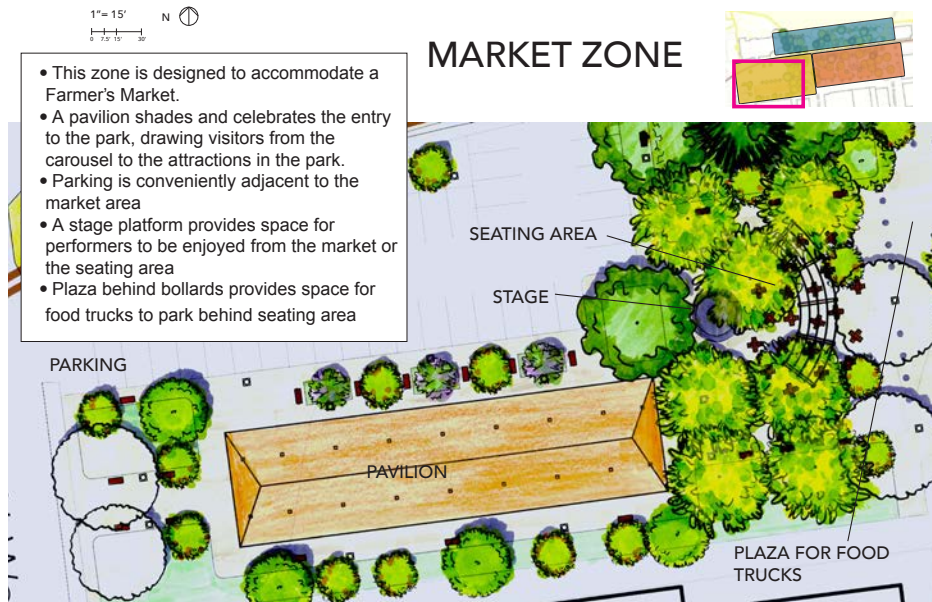 1”= 15’
N
0 7.5’ 15’ 30’
MARKET ZONE
• This zone is designed to accommodate a
Farmer’s Market.
• A pavilion shades and celebrates the entry
to the park, drawing visitors from the
carousel to the attractions in the park.
• Parking is conveniently adjacent to the
market area
• A stage platform provides space for
performers to be enjoyed from the market or
the seating area
• Plaza behind bollards provides space for
food trucks to park behind seating area
SEATING AREA
STAGE
PARKING
PAVILION
PLAZA FOR FOOD
TRUCKS